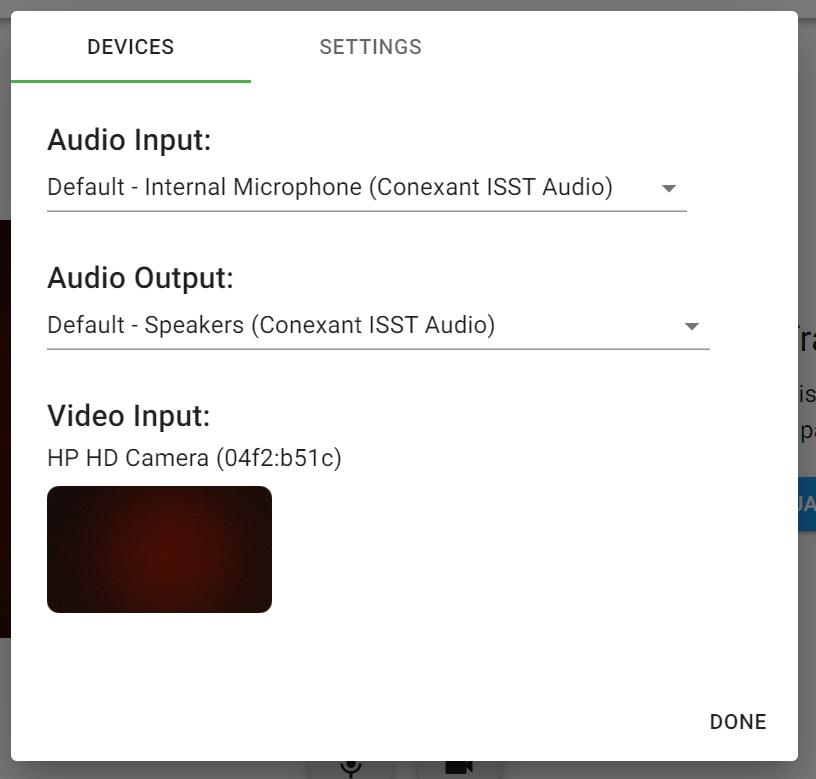 DEVICES SETTINGS
Audio Input:
Default - Internal Microphone (Conexant ISST Audio)
Audio Output:
Default - Speakers (Conexant ISST Audio)
Video Input:
HP HD Camera (04f2:b51c)
DONE